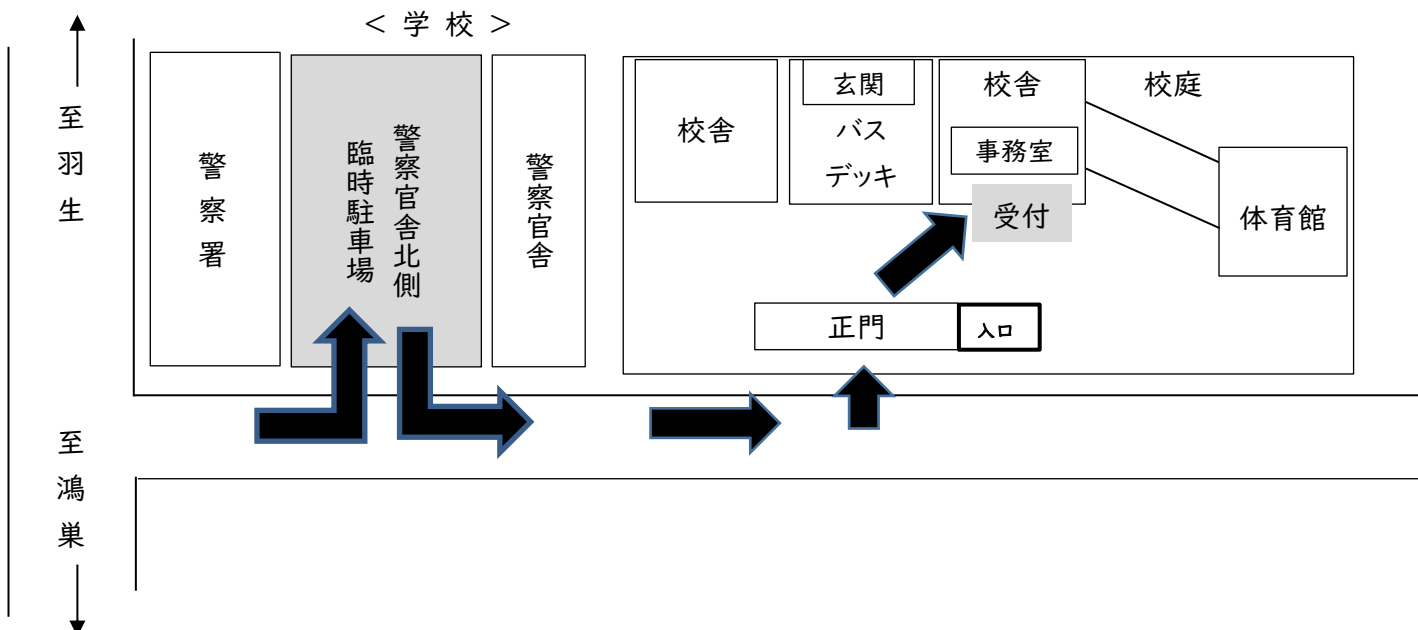 ＜ 学 校 ＞
至羽生
至鴻巣
警察署
警察官舎北側
臨時駐車場
警察官舎
校舎
玄関
バス
デッキ
校舎
事務室
受付
校庭
体育館
正門
入口